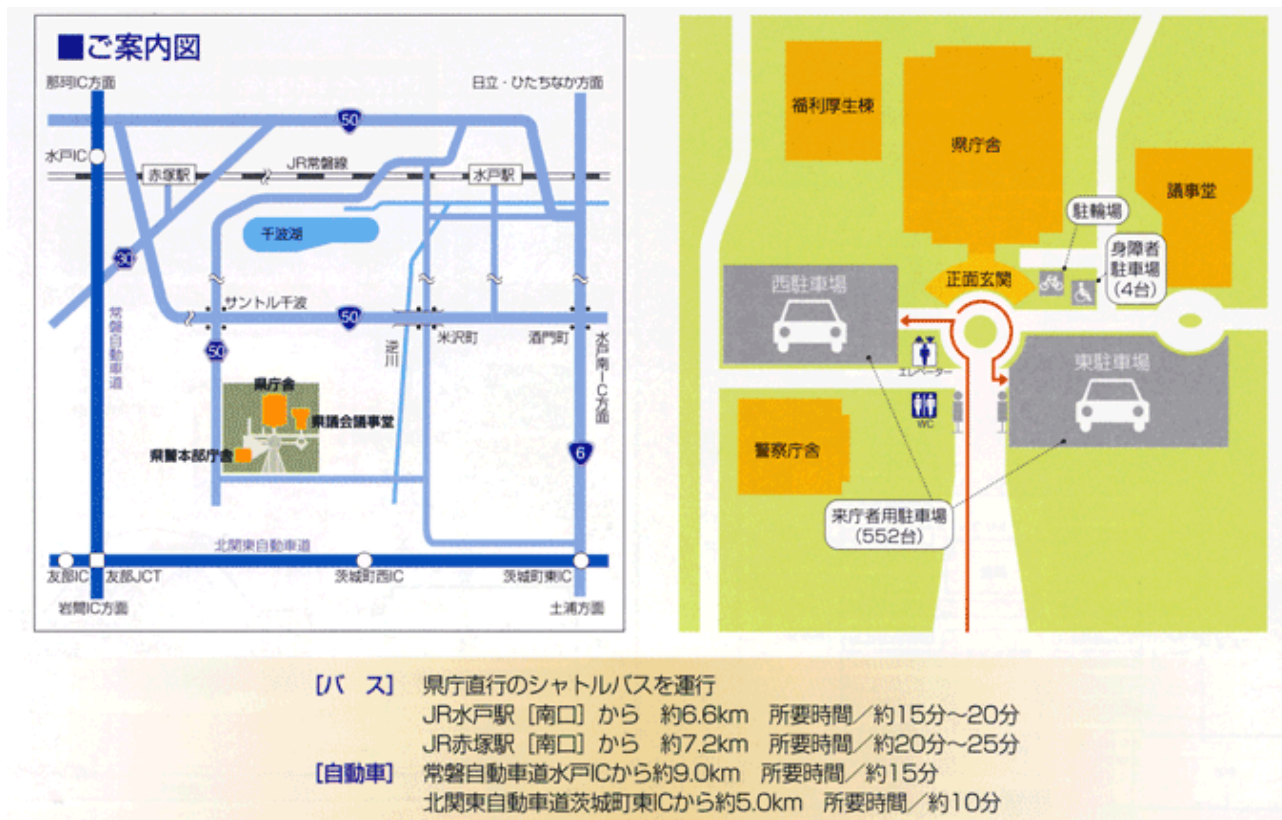 ■ご案内図
那珂IC方面
日立・ひたちなか方面
50
水戸IC
JR常磐線
赤塚駅
水戸駅
千波湖
30
サントル千波
50
常磐自動車道
50
逆川
米沢町
酒門町
水戸南IC方面
県庁舎
県議会議事堂
県警本部庁舎
6
北関東自動車道
友部IC
友部JCT
茨城町西IC
茨城町東IC
岩間IC方面
土浦方面
福利厚生棟
県庁舎
議事堂
駐輪場
身障者
駐車場
(4台)
西駐車場
正面玄関
エレベーター
東駐車場
WC
警察庁舎
来庁者用駐車場
(552台)
[バ　ス]　県庁直行のシャトルバスを運行
JR水戸駅［南口］から　約6.6km　所要時間／約15分〜20分
JR赤塚駅［南口］から　約7.2km　所要時間／約20分〜25分
[自動車]　常磐自動車道水戸ICから約9.0km　所要時間／約15分
北関東自動車道茨城町東ICから約5.0km　所要時間／約10分